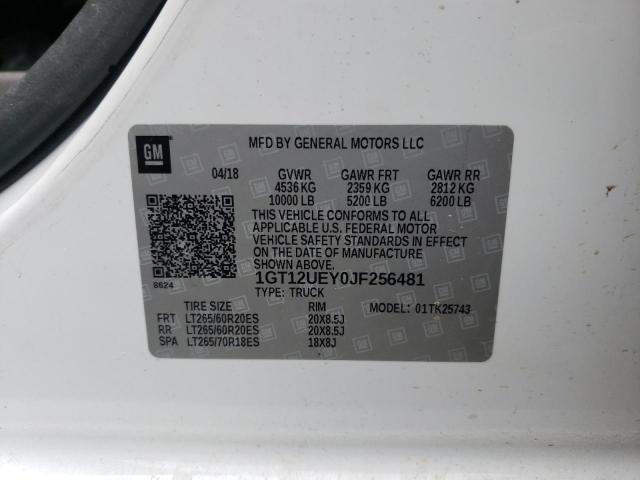 GM
MFD BY GENERAL MOTORS LLC
04/18 GVWR GAWR FRT GAWR RR
4536 KG 2359 KG 2812 KG
10000 LB 5200 LB 6200 LB
THIS VEHICLE CONFORMS TO ALL
APPLICABLE U.S. FEDERAL MOTOR
VEHICLE SAFETY STANDARDS IN EFFECT
ON THE DATE OF MANUFACTURE
SHOWN ABOVE.
8624
1GT12UEY0JF256481
TYPE: TRUCK
TIRE SIZE RIM MODEL: 01TK25743
FRT LT265/60R20ES 20X8.5J
RR LT265/60R20ES 20X8.5J
SPA LT265/70R18ES 18X8J